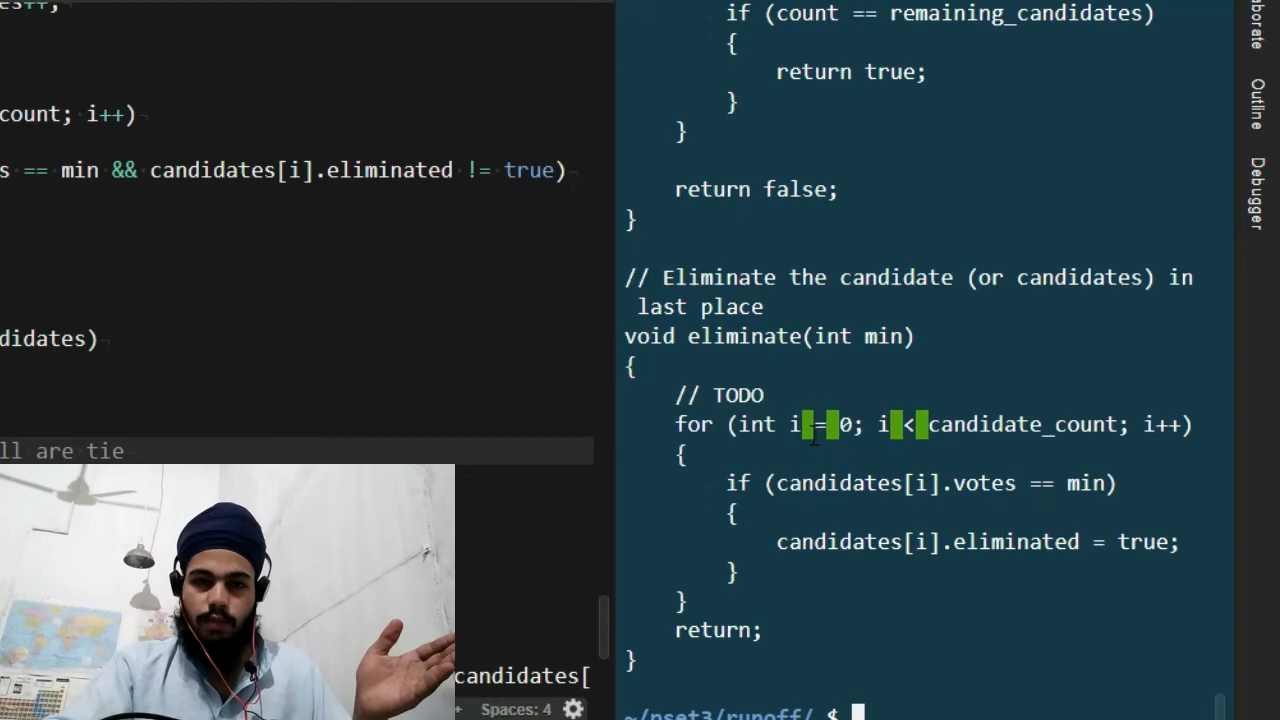 s++;
count; i++)
s == min && candidates[i].eliminated != true)
didates)
ll are tie
candidates[
Spaces: 4
if (count == remaining_candidates)
{
return true;
}
}
return false;
}
// Eliminate the candidate (or candidates) in
last place
void eliminate(int min)
{
// TODO
for (int i = 0; i < candidate_count; i++)
{
if (candidates[i].votes == min)
{
candidates[i].eliminated = true;
}
}
return;
}
~/pset3/runoff/ $
aborate
Outline
Debugger